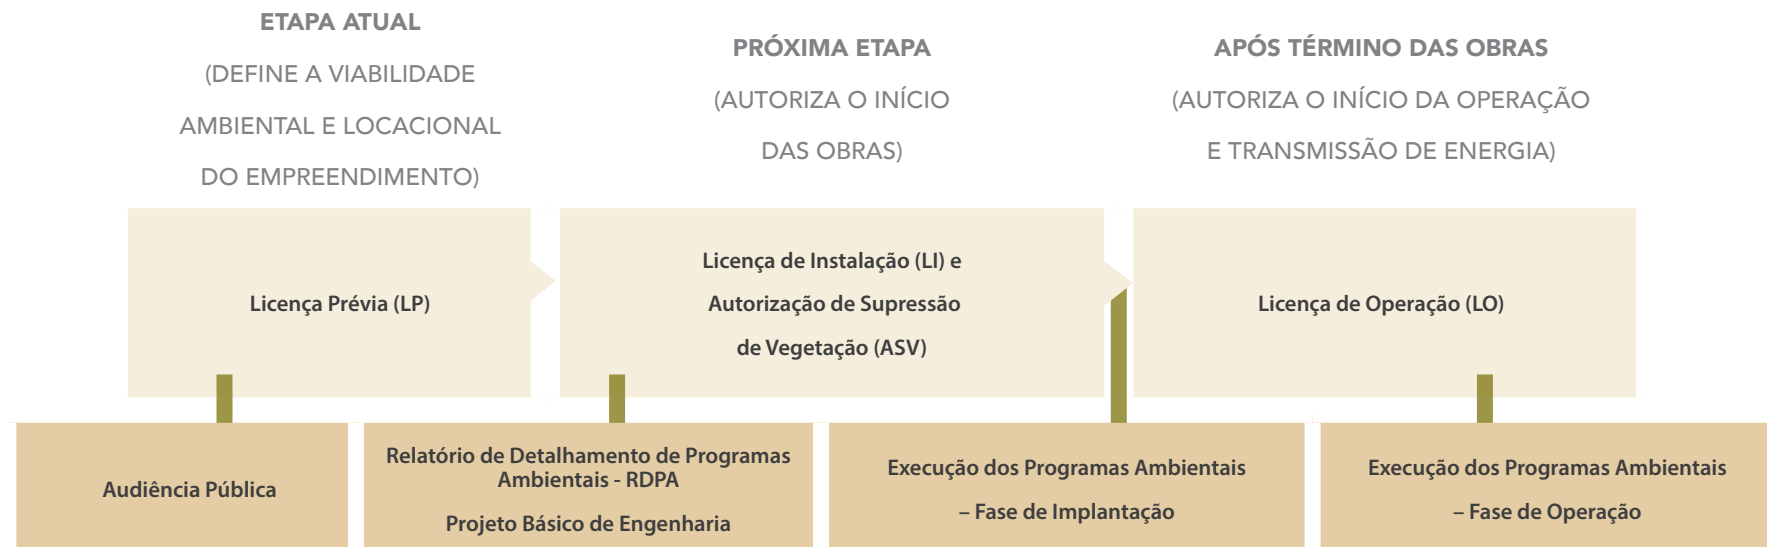 ETAPA ATUAL
(DEFINE A VIABILIDADE
AMBIENTAL E LOCACIONAL
DO EMPREENDIMENTO)
PRÓXIMA ETAPA
(AUTORIZA O INÍCIO
DAS OBRAS)
APÓS TÉRMINO DAS OBRAS
(AUTORIZA O INÍCIO DA OPERAÇÃO
E TRANSMISSÃO DE ENERGIA)
Licença Prévia (LP)
Licença de Instalação (LI) e
Autorização de Supressão
de Vegetação (ASV)
Licença de Operação (LO)
Audiência Pública
Relatório de Detalhamento de Programas
Ambientais - RDPA
Projeto Básico de Engenharia
Execução dos Programas Ambientais
– Fase de Implantação
Execução dos Programas Ambientais
– Fase de Operação